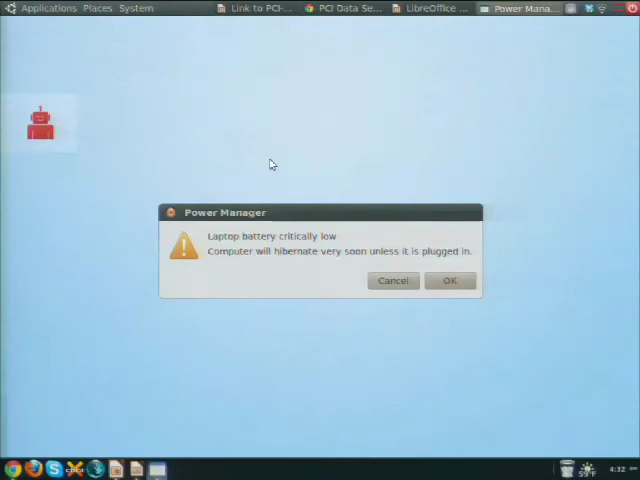 Applications Places System
Link to PCI-...
PCI Data Se...
LibreOffice ...
Power Mana...
Power Manager
Laptop battery critically low
Computer will hibernate very soon unless it is plugged in.
Cancel
OK
59°F
4:32